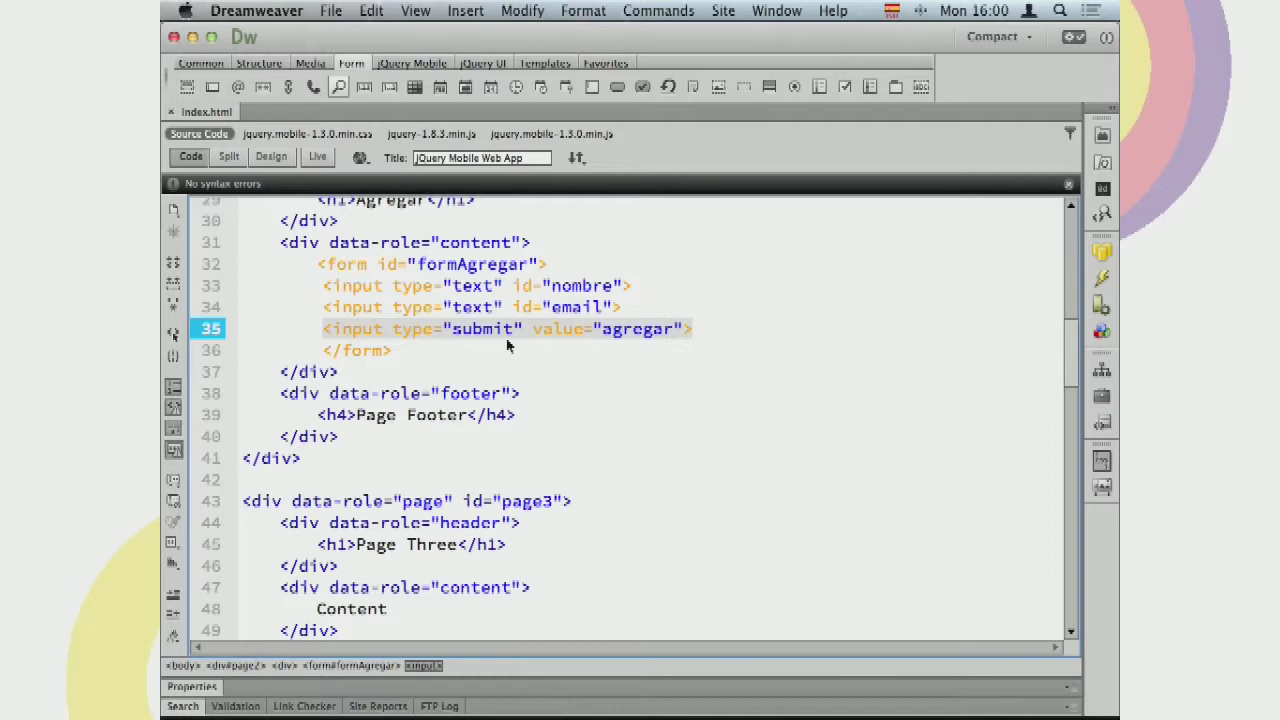 Dreamweaver File Edit View Insert Modify Format Commands Site Window Help Mon 16:00
Dw Compact
Common Structure Media Form jQuery Mobile jQuery UI Templates Favorites
index.html
Source Code jquery.mobile-1.3.0.min.css jquery-1.8.3.min.js jquery.mobile-1.3.0.min.js
Code Split Design Live Title: jQuery Mobile Web App
No syntax errors
29 <h1>Agregar</h1>
30 </div>
31 <div data-role="content">
32 <form id="formAgregar">
33 <input type="text" id="nombre">
34 <input type="text" id="email">
35 <input type="submit" value="agregar">
36 </form>
37 </div>
38 <div data-role="footer">
39 <h4>Page Footer</h4>
40 </div>
41 </div>
42
43 <div data-role="page" id="page3">
44 <div data-role="header">
45 <h1>Page Three</h1>
46 </div>
47 <div data-role="content">
48 Content
49 </div>
<body> <div#page2> <div> <form#formAgregar> <input>
Properties
Search Validation Link Checker Site Reports FTP Log